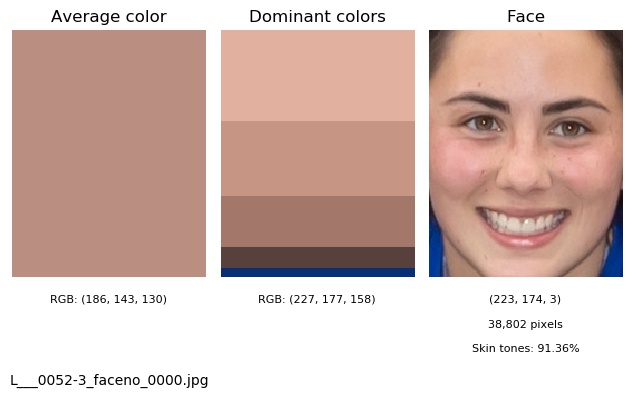 Average color
Dominant colors
Face
RGB: (186, 143, 130)
RGB: (227, 177, 158)
(223, 174, 3)
38,802 pixels
Skin tones: 91.36%
L___0052-3_faceno_0000.jpg